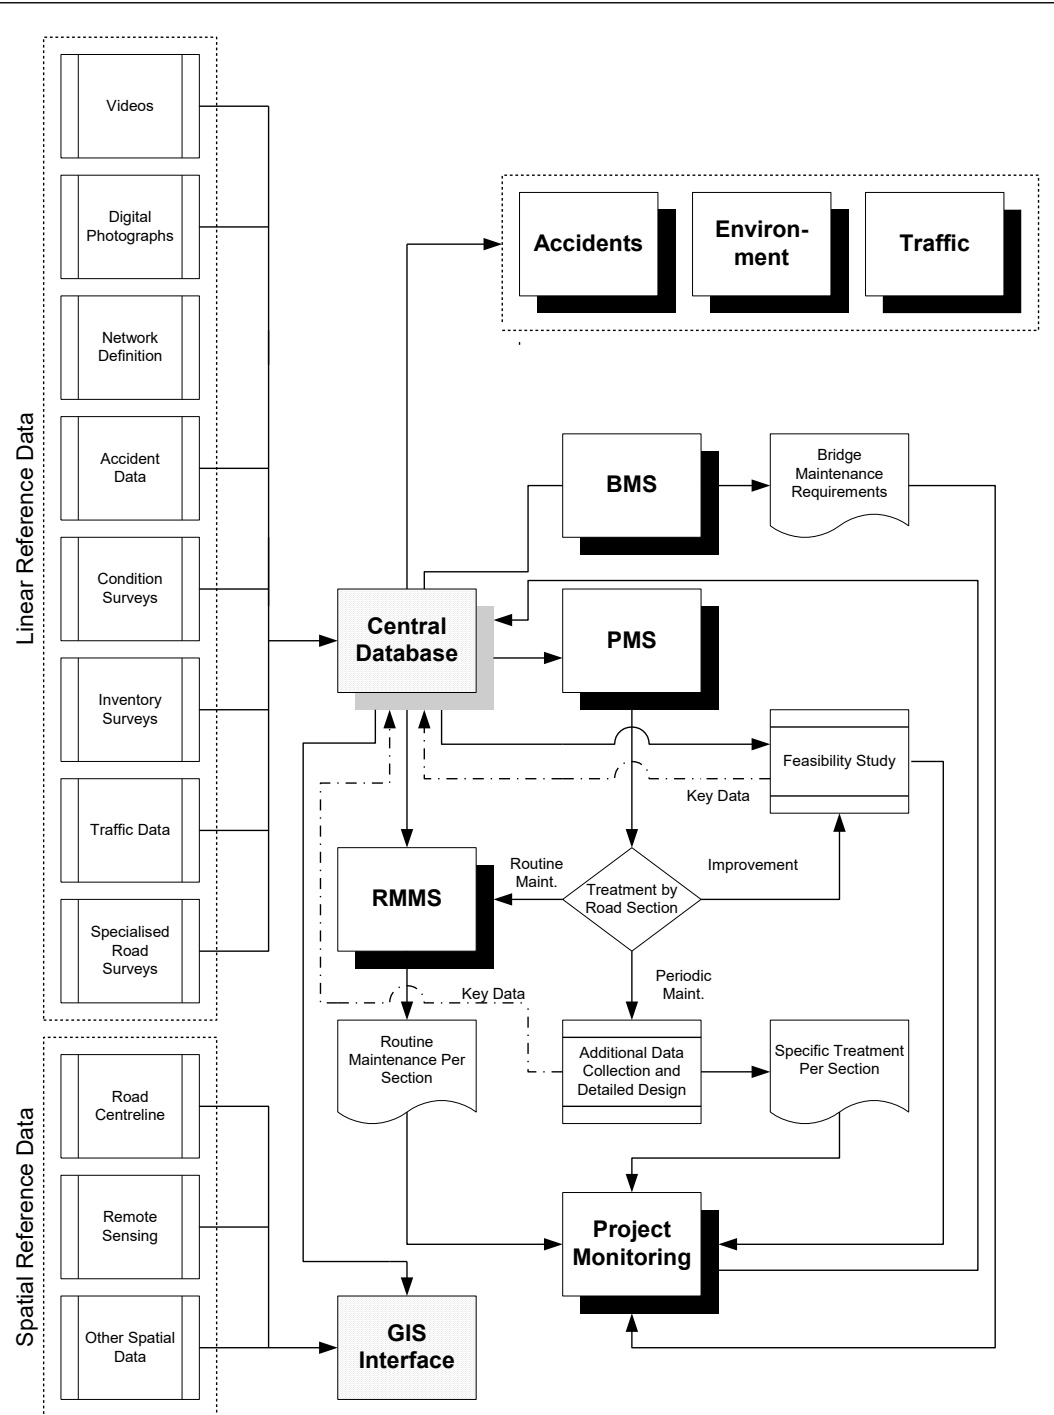 Linear Reference Data
Videos
Digital
Photographs
Network
Definition
Accident
Data
Condition
Surveys
Inventory
Surveys
Traffic Data
Specialised
Road
Surveys
Spatial Reference Data
Road
Centreline
Remote
Sensing
Other Spatial
Data
Accidents
Environ-
ment
Traffic
BMS
Bridge
Maintenance
Requirements
Central
Database
PMS
Feasibility Study
Key Data
Routine
Maint.
Improvement
RMMS
Treatment by
Road Section
Periodic
Maint.
Key Data
Routine
Maintenance Per
Section
Additional Data
Collection and
Detailed Design
Specific Treatment
Per Section
Project
Monitoring
GIS
Interface